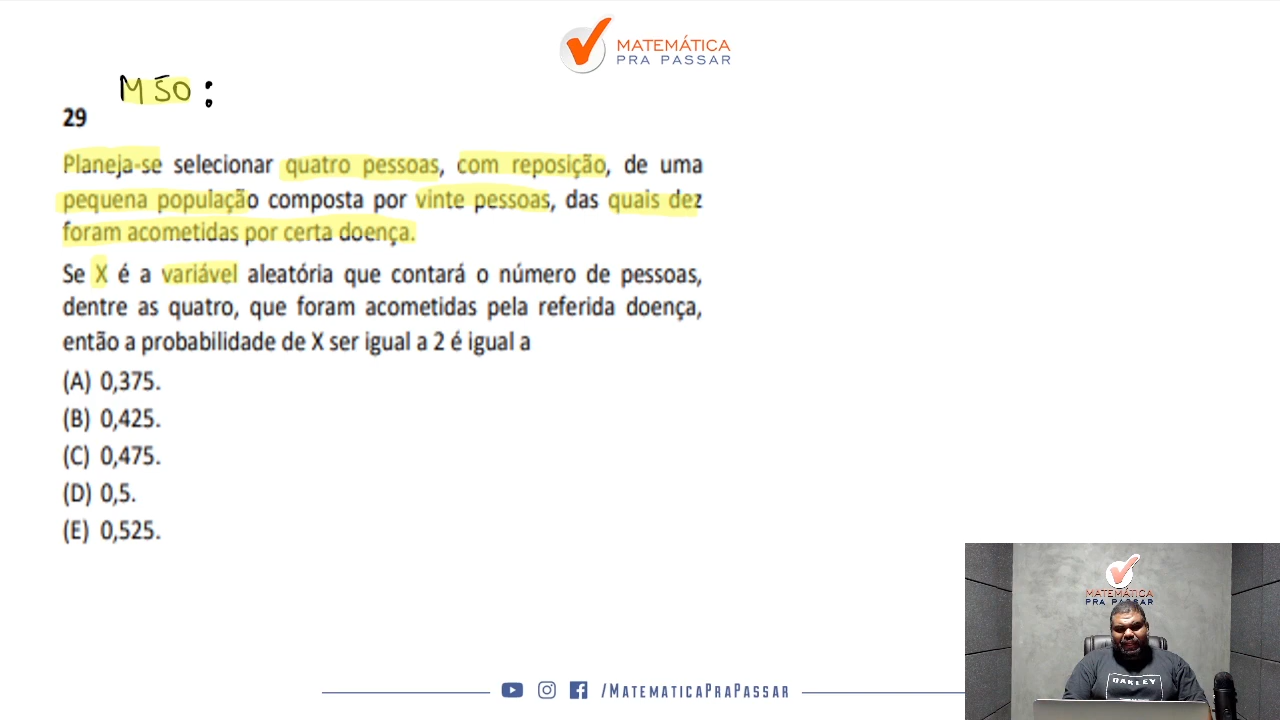 MATEMÁTICA
PRA PASSAR
M50:
29
Planeja-se selecionar quatro pessoas, com reposição, de uma
pequena população composta por vinte pessoas, das quais dez
foram acometidas por certa doença.
Se X é a variável aleatória que contará o número de pessoas,
dentre as quatro, que foram acometidas pela referida doença,
então a probabilidade de X ser igual a 2 é igual a
(A) 0,375.
(B) 0,425.
(C) 0,475.
(D) 0,5.
(E) 0,525.
MATEMÁTICA
PRA PASSAR
OAKLEY
/MATEMATICAPRAPASSAR